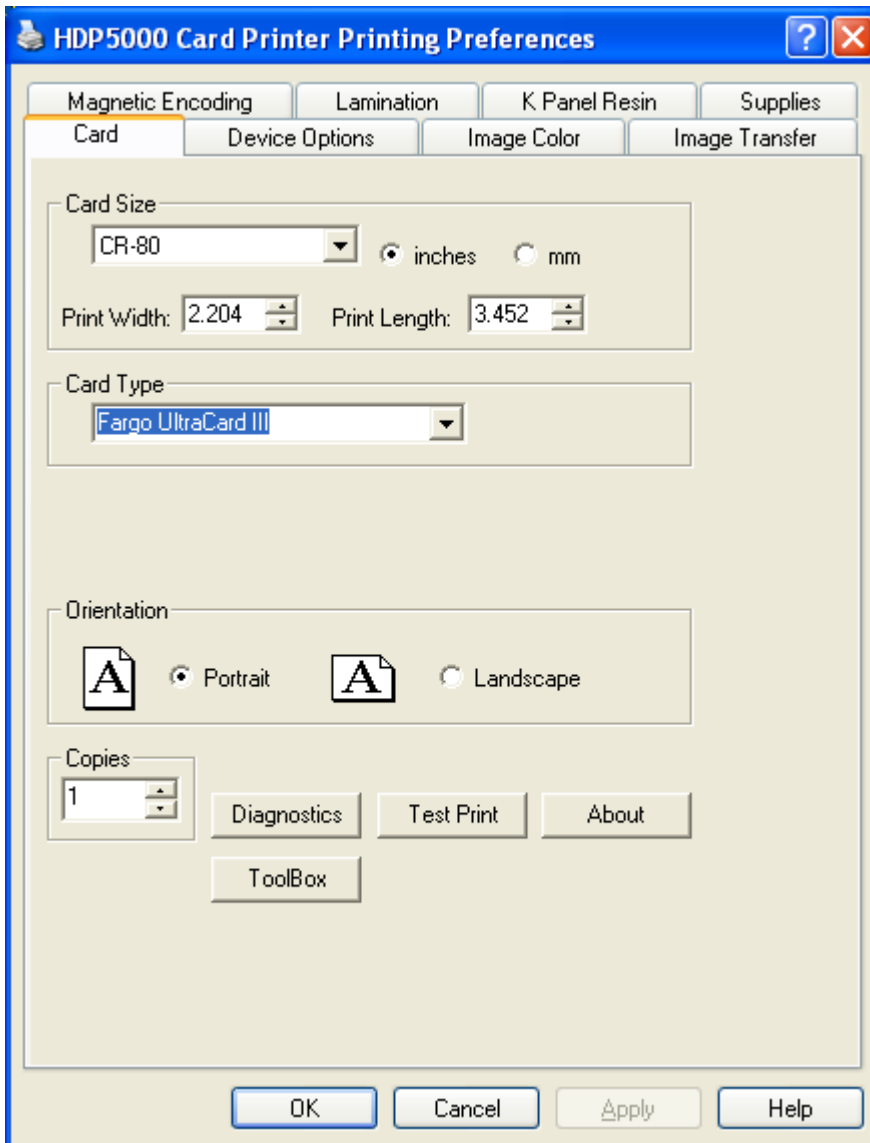 HDP5000 Card Printer Printing Preferences
Magnetic Encoding Lamination K Panel Resin Supplies
Card Device Options Image Color Image Transfer
Card Size
CR-80 inches mm
Print Width: 2.204 Print Length: 3.452
Card Type
Fargo UltraCard III
Orientation
A Portrait A Landscape
Copies
1 Diagnostics Test Print About
ToolBox
OK Cancel Apply Help